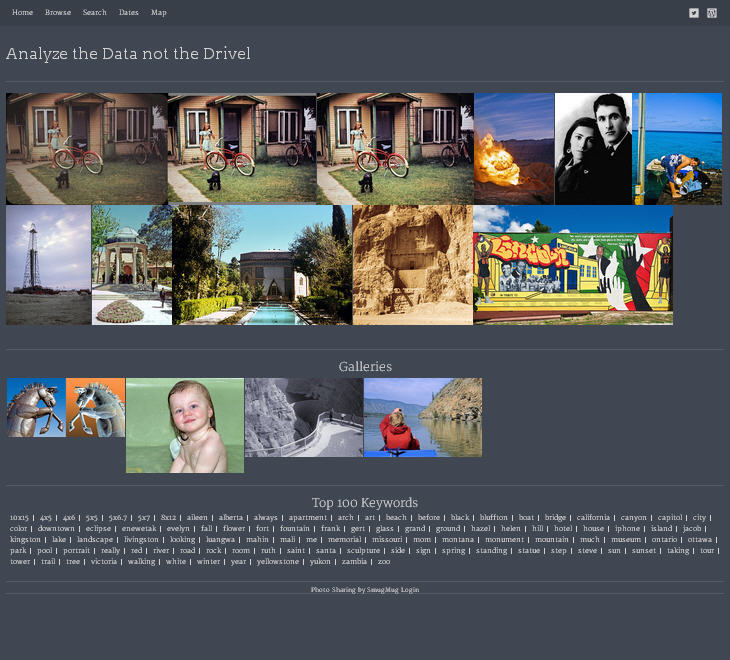 Home Browse Search Dates Map
Analyze the Data not the Drivel
Galleries
Top 100 Keywords
10x15 | 4x5 | 4x6 | 5x5 | 5x6.7 | 5x7 | 8x12 | aileen | alberta | always | apartment | arch | art | beach | before | black | bluffton | boat | bridge | california | canyon | capitol | city |
color | downtown | eclipse | enewetak | evelyn | fall | flower | fort | fountain | frank | gert | glass | grand | ground | hazel | helen | hill | hotel | house | iphone | island | jacob |
kingston | lake | landscape | livingston | looking | luangwa | mahin | mali | me | memorial | missouri | mom | montana | monument | mountain | much | museum | ontario | ottawa |
park | pool | portrait | really | red | river | road | rock | room | ruth | saint | santa | sculpture | side | sign | spring | standing | statue | step | steve | sun | sunset | taking | tour |
tower | trail | tree | victoria | walking | white | winter | year | yellowstone | yukon | zambia | zoo
Photo Sharing by SmugMug Login